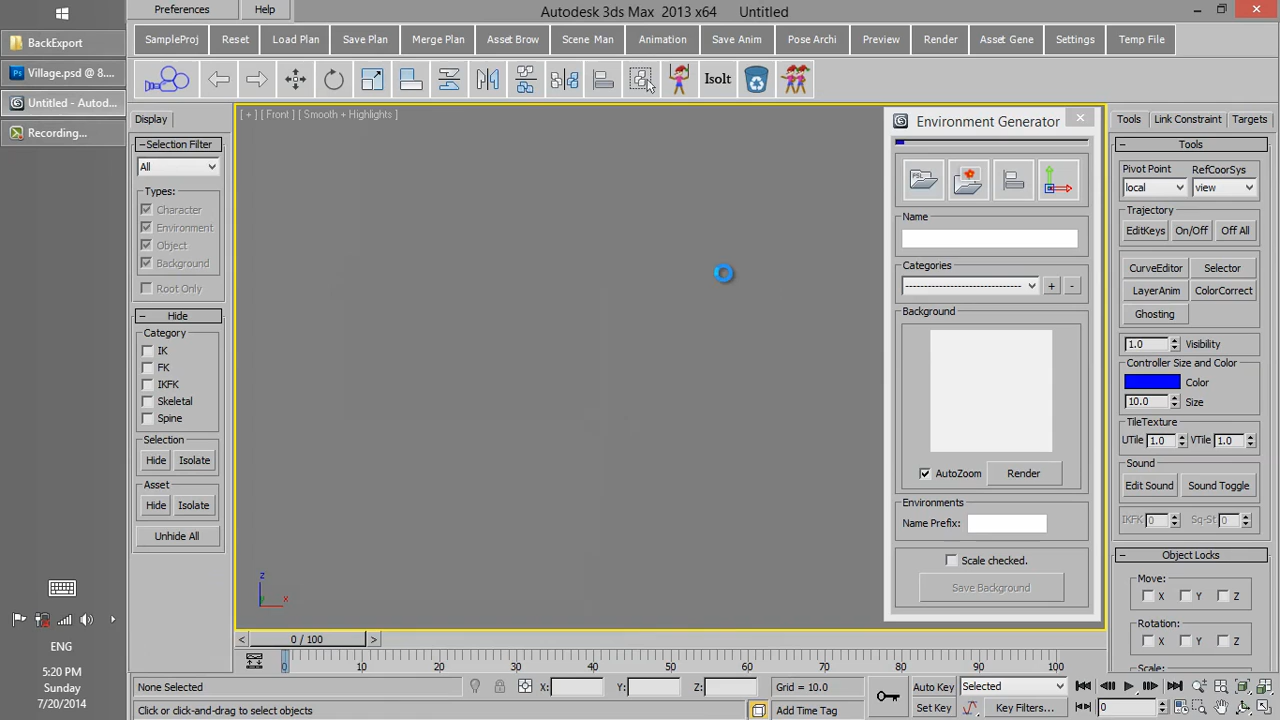 Preferences Help
Autodesk 3ds Max 2013 x64 Untitled
SampleProj Reset Load Plan Save Plan Merge Plan Asset Brow Scene Man Animation Save Anim Pose Archi Preview Render Asset Gene Settings Temp File
BackExport
Village.psd @ 8....
Untitled - Autod...
Recording...
Isolt
Display
Selection Filter
All
Types:
Character
Environment
Object
Background
Root Only
Hide
Category
IK
FK
IKFK
Skeletal
Spine
Selection
Hide Isolate
Asset
Hide Isolate
Unhide All
[ + ] [ Front ] [ Smooth + Highlights ]
z
x
y
Environment Generator
Name
Categories
-----------------------------
+ -
Background
AutoZoom Render
Environments
Name Prefix:
Scale checked.
Save Background
Tools Link Constraint Targets
Tools
Pivot Point RefCoorSys
local view
Trajectory
EditKeys On/Off Off All
CurveEditor Selector
LayerAnim ColorCorrect
Ghosting
1.0 Visibility
Controller Size and Color
Color
10.0 Size
TileTexture
UTile 1.0 VTile 1.0
Sound
Edit Sound Sound Toggle
IKFK 0 Sq-St 0
Object Locks
Move: X Y Z
Rotation: X Y Z
Scale:
< 0 / 100 >
0 10 20 30 40 50 60 70 80 90 100
None Selected X: Y: Z: Grid = 10.0 Auto Key Selected
Click or click-and-drag to select objects Add Time Tag Set Key Key Filters... 0
ENG
5:20 PM
Sunday
7/20/2014